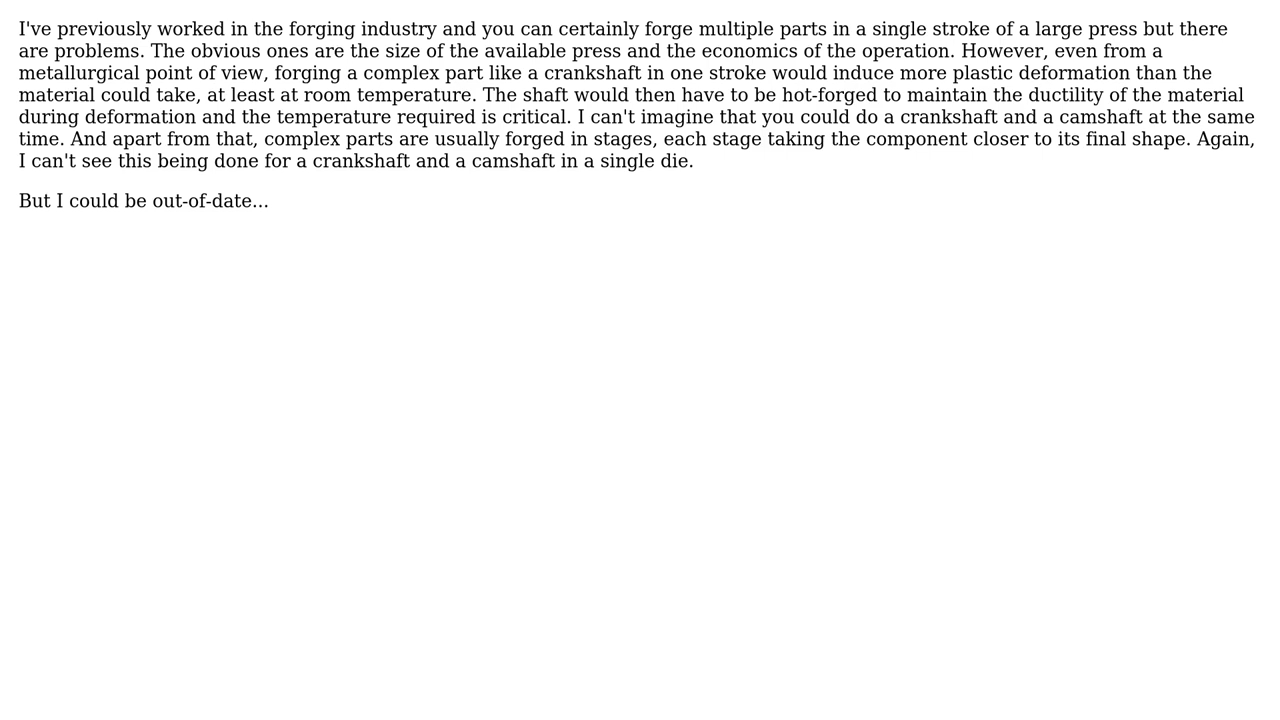 I've previously worked in the forging industry and you can certainly forge multiple parts in a single stroke of a large press but there
are problems. The obvious ones are the size of the available press and the economics of the operation. However, even from a
metallurgical point of view, forging a complex part like a crankshaft in one stroke would induce more plastic deformation than the
material could take, at least at room temperature. The shaft would then have to be hot-forged to maintain the ductility of the material
during deformation and the temperature required is critical. I can't imagine that you could do a crankshaft and a camshaft at the same
time. And apart from that, complex parts are usually forged in stages, each stage taking the component closer to its final shape. Again,
I can't see this being done for a crankshaft and a camshaft in a single die.
But I could be out-of-date...